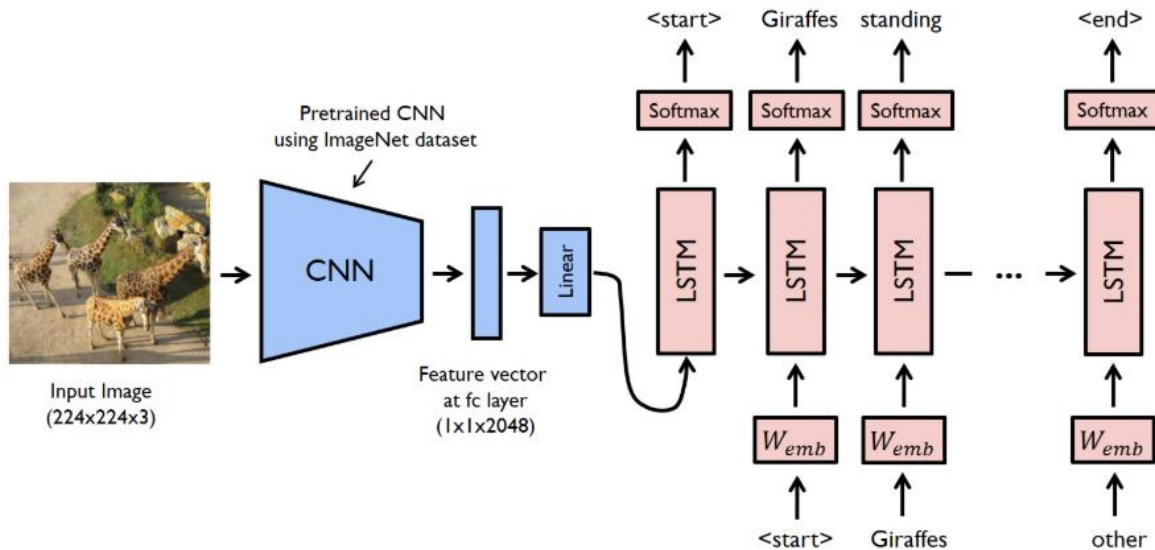 <start> Giraffes standing <end>
Softmax Softmax Softmax Softmax
Pretrained CNN
using ImageNet dataset
CNN
Linear
LSTM LSTM LSTM ... LSTM
Feature vector
at fc layer
(1x1x2048)
Input Image
(224x224x3)
W_emb W_emb W_emb
<start> Giraffes other